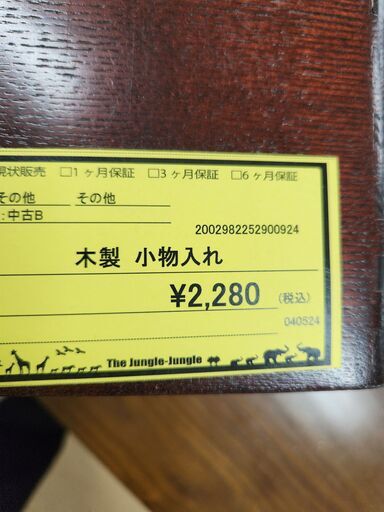 現状販売 □1ヶ月保証 □3ヶ月保証 □6ヶ月保証
その他 その他
:中古B
2002982252900924
木製 小物入れ
¥2,280 (税込)
040524
The Jungle-Jungle